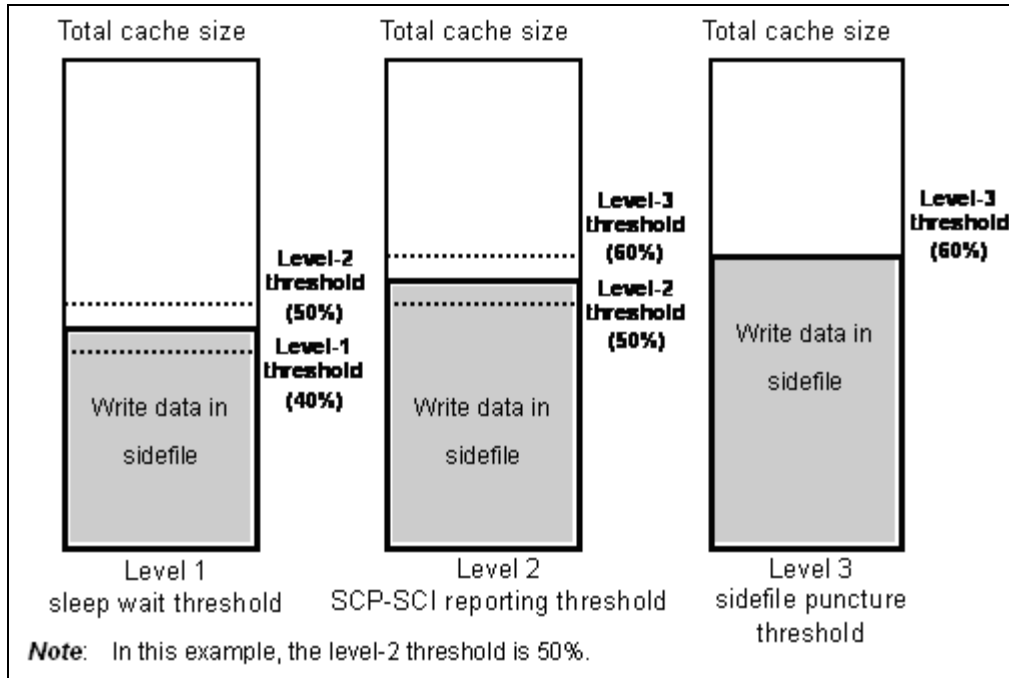 Total cache size
Total cache size
Total cache size
Level-2
threshold
(50%)
Level-1
threshold
(40%)
Write data in
sidefile
Level 1
sleep wait threshold
Level-3
threshold
(60%)
Level-2
threshold
(50%)
Write data in
sidefile
Level 2
SCP-SCI reporting threshold
Level-3
threshold
(60%)
Write data in
sidefile
Level 3
sidefile puncture
threshold
Note: In this example, the level-2 threshold is 50%.